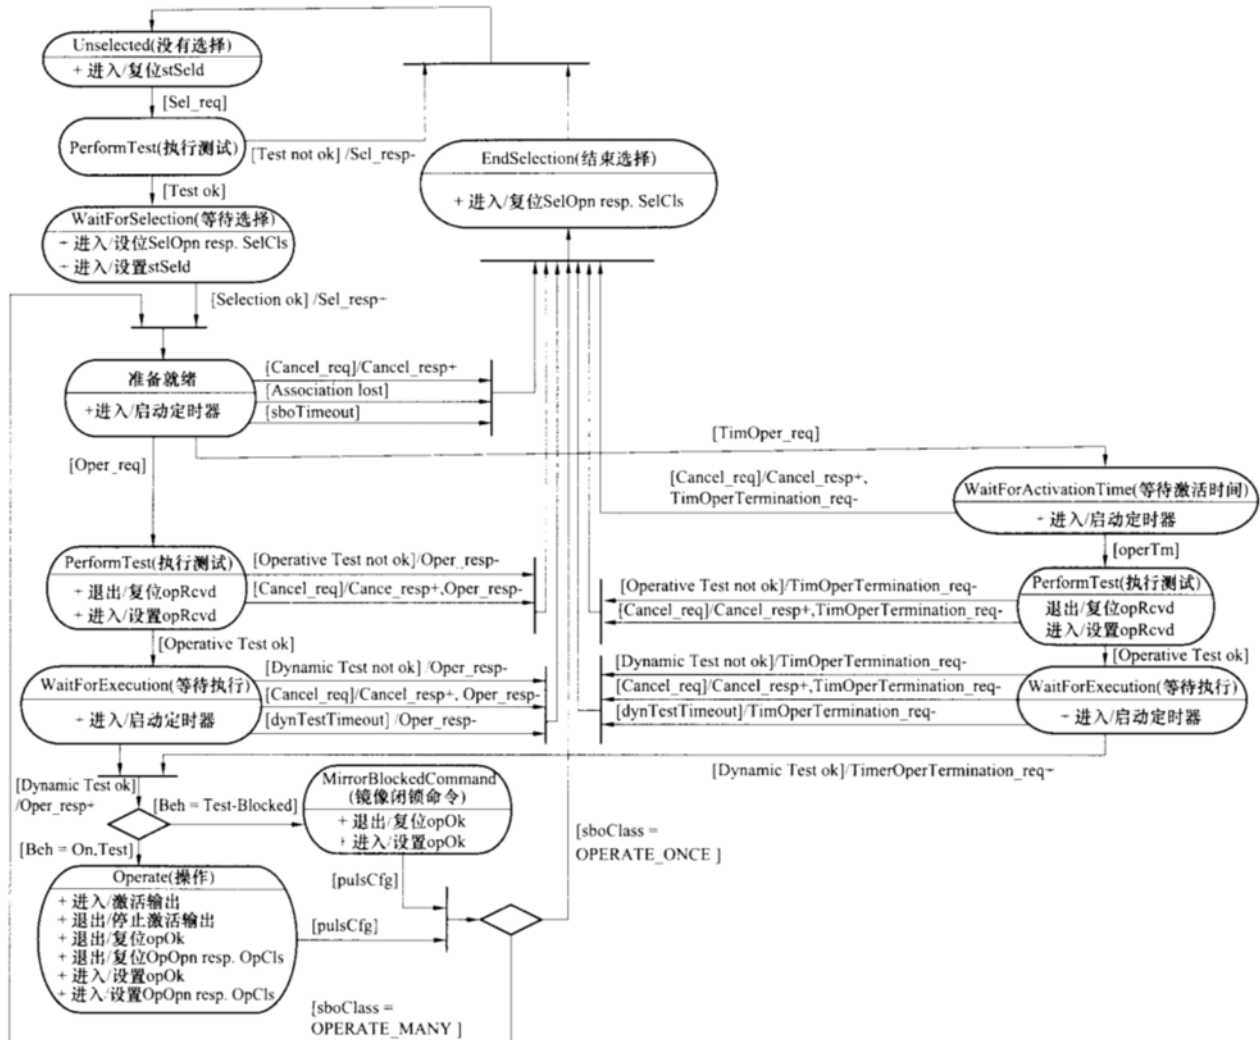 Unselected(没有选择)
+ 进入/复位stSeld
[Sel_req]
PerformTest(执行测试)
[Test not ok] /Sel_resp-
[Test ok]
EndSelection(结束选择)
+ 进入/复位SelOpn resp. SelCls
WaitForSelection(等待选择)
+ 进入/设位SelOpn resp. SelCls
+ 进入/设置stSeld
[Selection ok] /Sel_resp+
准备就绪
+进入/启动定时器
[Cancel_req]/Cancel_resp+
[Association lost]
[sboTimeout]
[Oper_req]
[TimOper_req]
[Cancel_req]/Cancel_resp+,
TimOperTermination_req-
WaitForActivationTime(等待激活时间)
+ 进入/启动定时器
[operTm]
PerformTest(执行测试)
+ 退出/复位opRcvd
+ 进入/设置opRcvd
[Operative Test not ok]/Oper_resp-
[Cancel_req]/Cance_resp+,Oper_resp-
[Operative Test ok]
[Operative Test not ok]/TimOperTermination_req-
[Cancel_req]/Cancel_resp+,TimOperTermination_req-
PerformTest(执行测试)
退出/复位opRcvd
进入/设置opRcvd
[Operative Test ok]
WaitForExecution(等待执行)
+ 进入/启动定时器
[Dynamic Test not ok] /Oper_resp-
[Cancel_req]/Cancel_resp+, Oper_resp-
[dynTestTimeout] /Oper_resp-
[Dynamic Test not ok]/TimOperTermination_req-
[Cancel_req]/Cancel_resp+,TimOperTermination_req-
[dynTestTimeout]/TimOperTermination_req-
WaitForExecution(等待执行)
+ 进入/启动定时器
[Dynamic Test ok]/TimerOperTermination_req+
[Dynamic Test ok]
/Oper_resp+
[Beh = Test-Blocked]
MirrorBlockedCommand
(镜像闭锁命令)
+ 退出/复位opOk
+ 进入/设置opOk
[Beh = On,Test]
[sboClass =
OPERATE_ONCE ]
Operate(操作)
+ 进入/激活输出
+ 退出/停止激活输出
+ 退出/复位opOk
+ 退出/复位OpOpn resp. OpCls
+ 进入/设置opOk
+ 进入/设置OpOpn resp. OpCls
[pulsCfg]
[pulsCfg]
[sboClass =
OPERATE_MANY ]